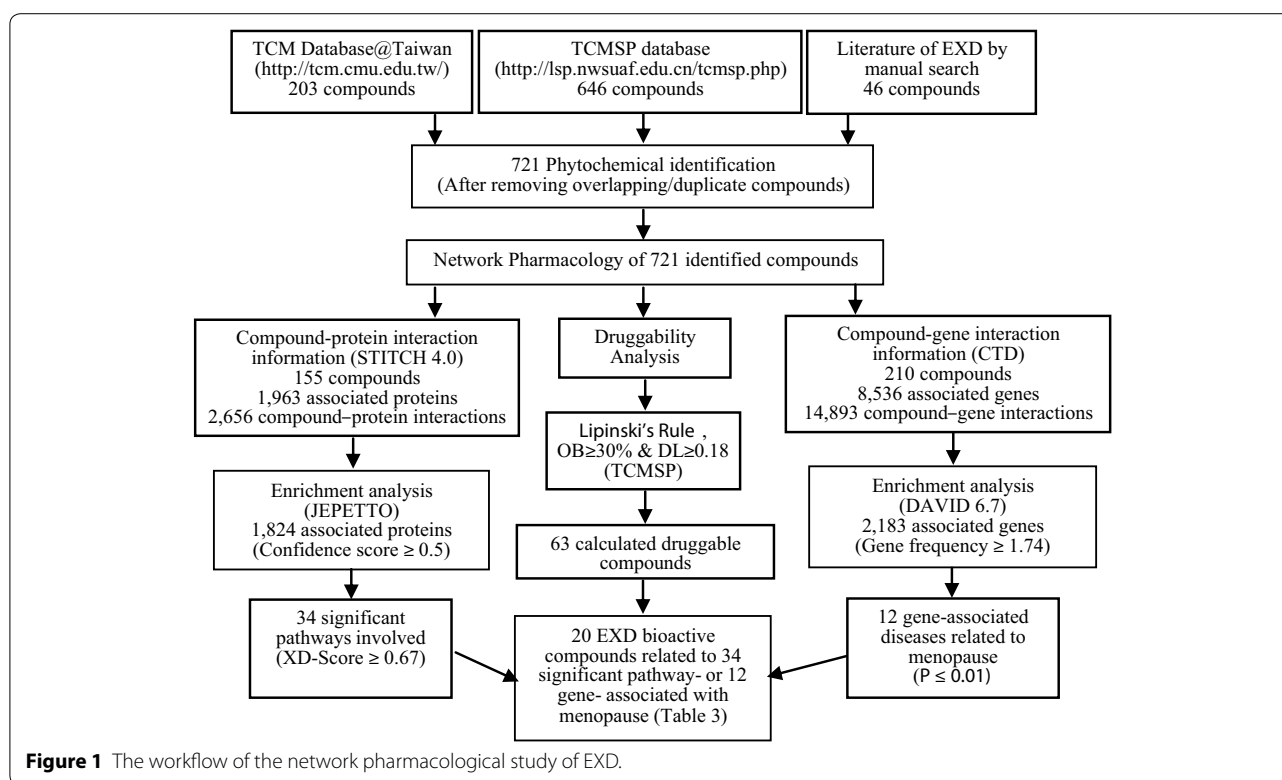 TCM Database@Taiwan
(http://tcm.cmu.edu.tw/)
203 compounds
TCMSP database
(http://lsp.nwsuaf.edu.cn/tcmsp.php)
646 compounds
Literature of EXD by
manual search
46 compounds
721 Phytochemical identification
(After removing overlapping/duplicate compounds)
Network Pharmacology of 721 identified compounds
Compound-protein interaction
information (STITCH 4.0)
155 compounds
1,963 associated proteins
2,656 compound–protein interactions
Druggability
Analysis
Compound-gene interaction
information (CTD)
210 compounds
8,536 associated genes
14,893 compound–gene interactions
Lipinski's Rule ,
OB≥30% & DL≥0.18
(TCMSP)
Enrichment analysis
(JEPETTO)
1,824 associated proteins
(Confidence score ≥ 0.5)
63 calculated druggable
compounds
Enrichment analysis
(DAVID 6.7)
2,183 associated genes
(Gene frequency ≥ 1.74)
34 significant
pathways involved
(XD-Score ≥ 0.67)
20 EXD bioactive
compounds related to 34
significant pathway- or 12
gene- associated with
menopause (Table 3)
12 gene-associated
diseases related to
menopause
(P ≤ 0.01)
Figure 1 The workflow of the network pharmacological study of EXD.